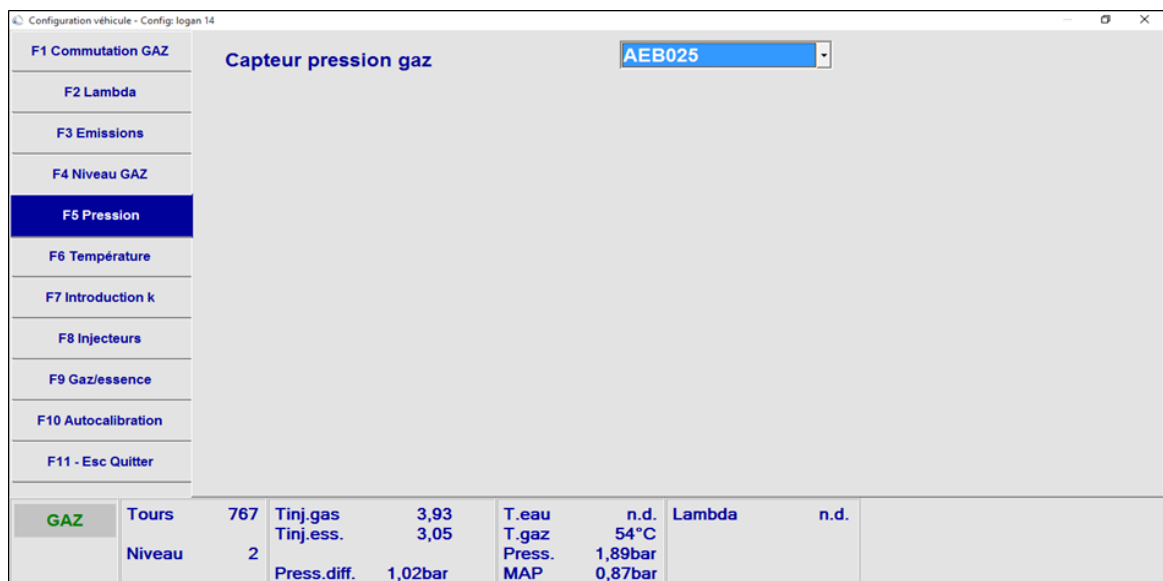 Configuration véhicule - Config: logan 14
F1 Commutation GAZ
F2 Lambda
F3 Emissions
F4 Niveau GAZ
F5 Pression
F6 Température
F7 Introduction k
F8 Injecteurs
F9 Gaz/essence
F10 Autocalibration
F11 - Esc Quitter
Capteur pression gaz AEB025
GAZ
Tours 767
Niveau 2
Tinj.gas 3,93
Tinj.ess. 3,05
Press.diff. 1,02bar
T.eau n.d.
T.gaz 54°C
Press. 1,89bar
MAP 0,87bar
Lambda n.d.